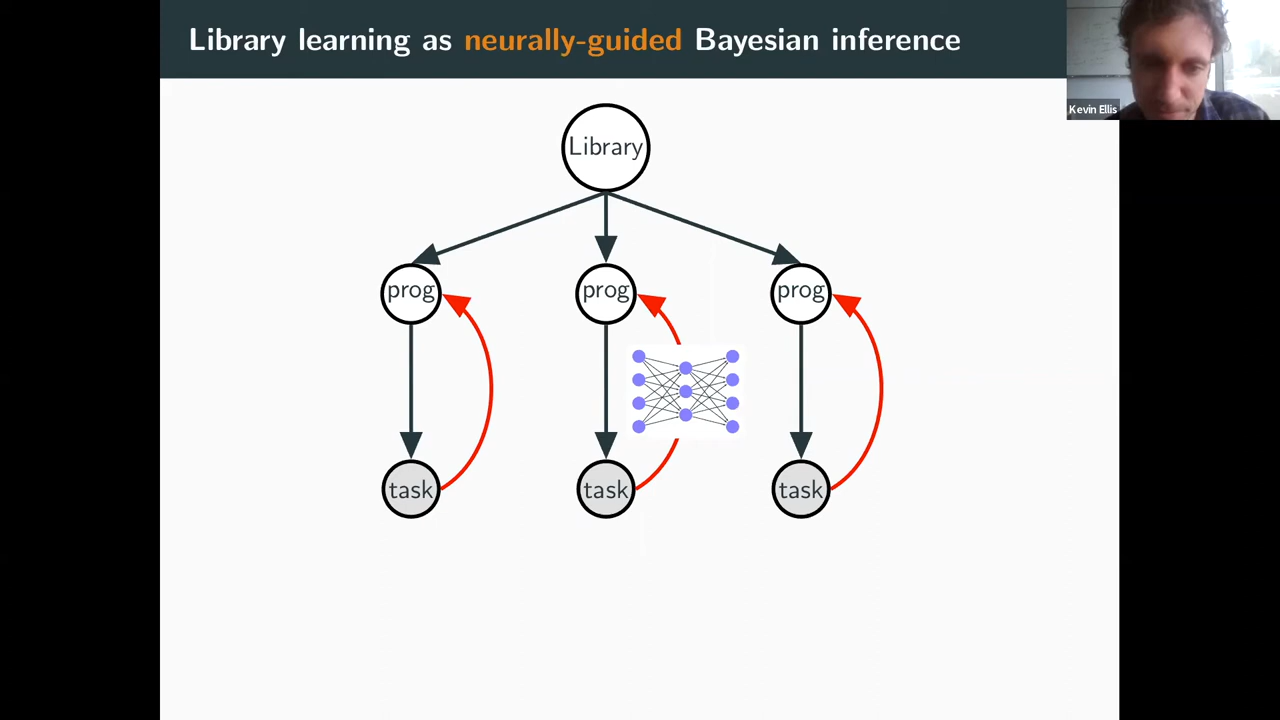 Library learning as neurally-guided Bayesian inference
Kevin Ellis
Library
prog prog prog
task task task